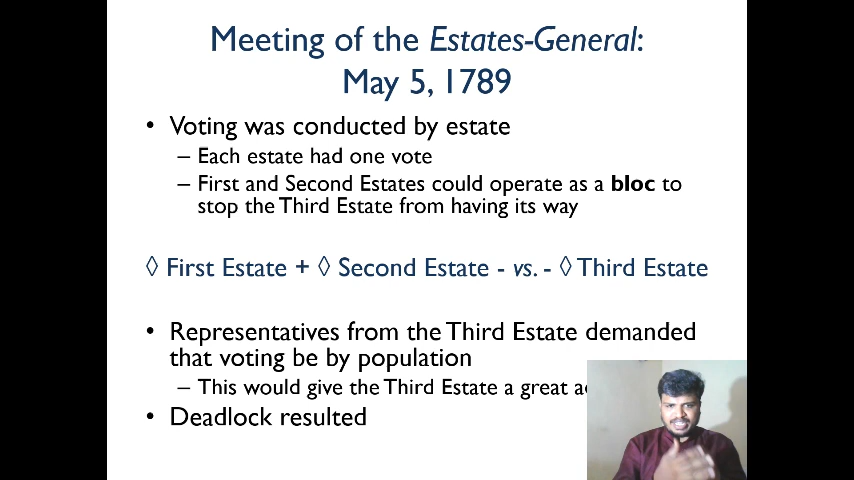 Meeting of the Estates-General:
May 5, 1789
• Voting was conducted by estate
– Each estate had one vote
– First and Second Estates could operate as a bloc to
stop the Third Estate from having its way
◊ First Estate + ◊ Second Estate - vs. - ◊ Third Estate
• Representatives from the Third Estate demanded
that voting be by population
– This would give the Third Estate a great
• Deadlock resulted